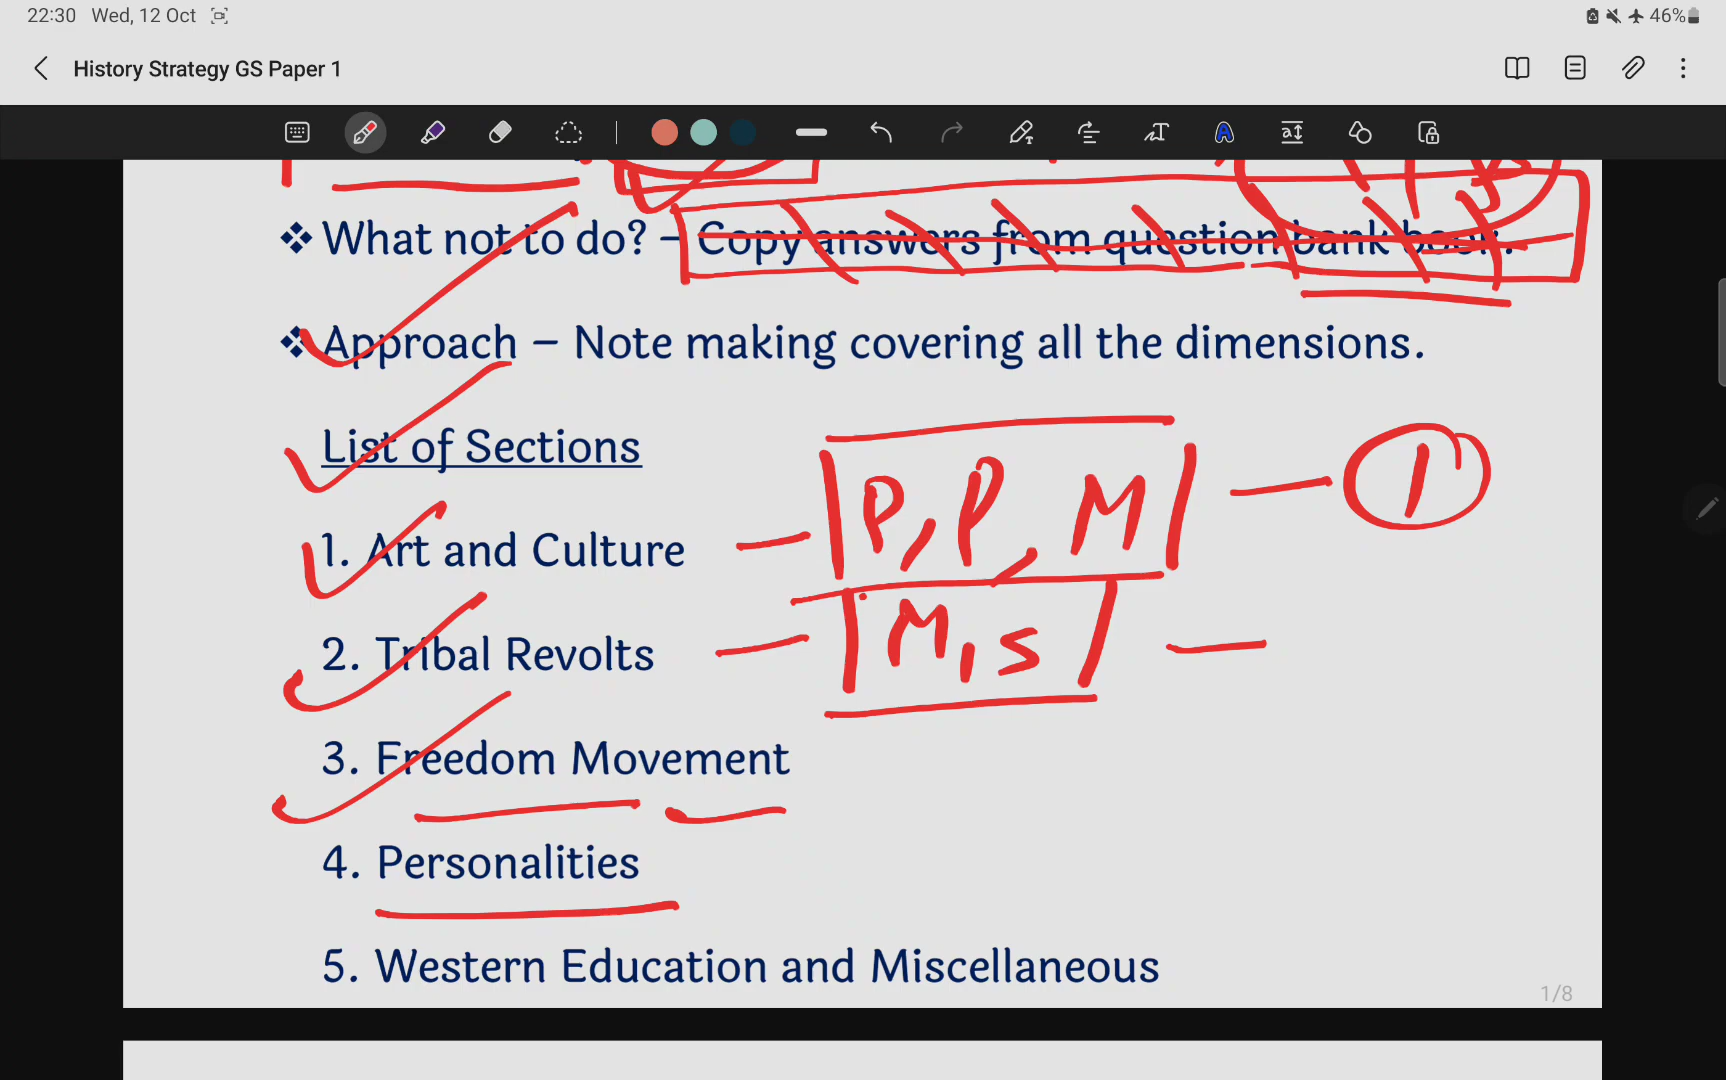 22:30 Wed, 12 Oct 46%
History Strategy GS Paper 1
❖ What not to do? – Copy answers from question bank book.
❖ Approach – Note making covering all the dimensions.
List of Sections
1. Art and Culture – P, P, M – 1
2. Tribal Revolts – M, S –
3. Freedom Movement
4. Personalities
5. Western Education and Miscellaneous
1/8